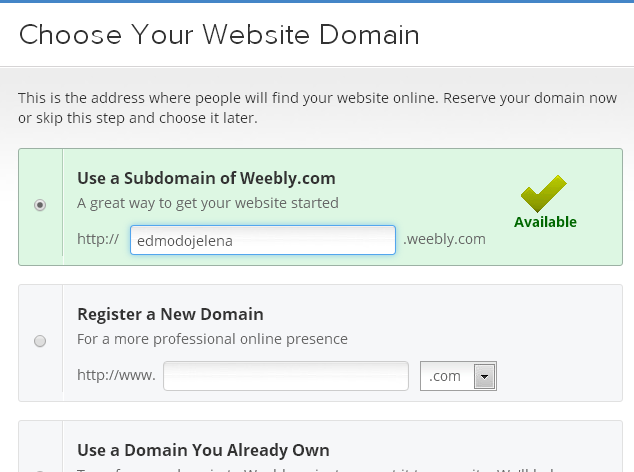 Choose Your Website Domain
This is the address where people will find your website online. Reserve your domain now
or skip this step and choose it later.
Use a Subdomain of Weebly.com
A great way to get your website started
Available
http:// edmodojelena .weebly.com
Register a New Domain
For a more professional online presence
http://www. .com
Use a Domain You Already Own